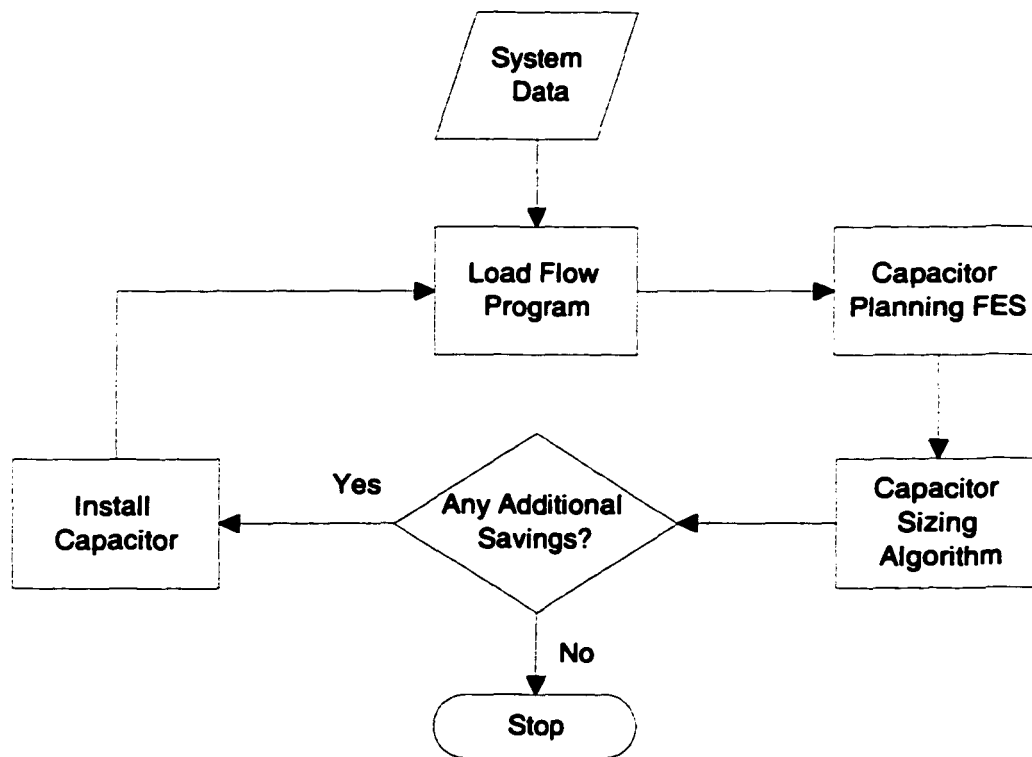 System
Data
Load Flow
Program
Capacitor
Planning FES
Capacitor
Sizing
Algorithm
Any Additional
Savings?
Yes
Install
Capacitor
No
Stop